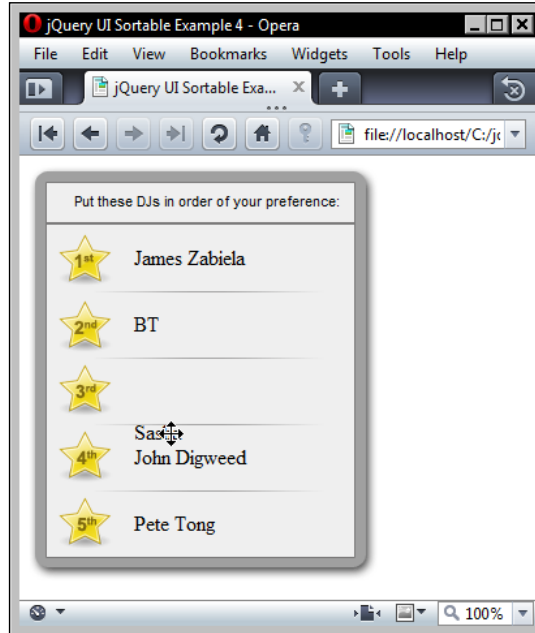 jQuery UI Sortable Example 4 - Opera
File Edit View Bookmarks Widgets Tools Help
jQuery UI Sortable Exa...
file://localhost/C:/jq
Put these DJs in order of your preference:
1st James Zabiela
2nd BT
3rd
4th John Digweed
5th Pete Tong
100%